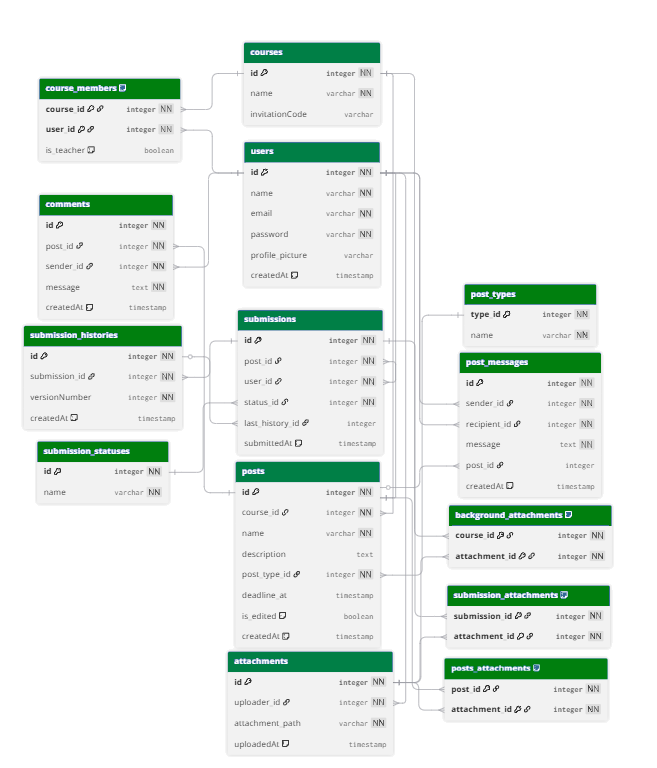 courses
id integer NN
name varchar NN
invitationCode varchar
course_members
course_id integer NN
user_id integer NN
is_teacher boolean
users
id integer NN
name varchar NN
email varchar NN
password varchar NN
profile_picture varchar
createdAt timestamp
comments
id integer NN
post_id integer NN
sender_id integer NN
message text NN
createdAt timestamp
submission_histories
id integer NN
submission_id integer NN
versionNumber integer NN
createdAt timestamp
submission_statuses
id integer NN
name varchar NN
submissions
id integer NN
post_id integer NN
user_id integer NN
status_id integer NN
last_history_id integer
submittedAt timestamp
posts
id integer NN
course_id integer NN
name varchar NN
description text
post_type_id integer NN
deadline_at timestamp
is_edited boolean
createdAt timestamp
attachments
id integer NN
uploader_id integer NN
attachment_path varchar NN
uploadedAt timestamp
post_types
type_id integer NN
name varchar NN
post_messages
id integer NN
sender_id integer NN
recipient_id integer NN
message text NN
post_id integer
createdAt timestamp
background_attachments
course_id integer NN
attachment_id integer NN
submission_attachments
submission_id integer NN
attachment_id integer NN
posts_attachments
post_id integer NN
attachment_id integer NN